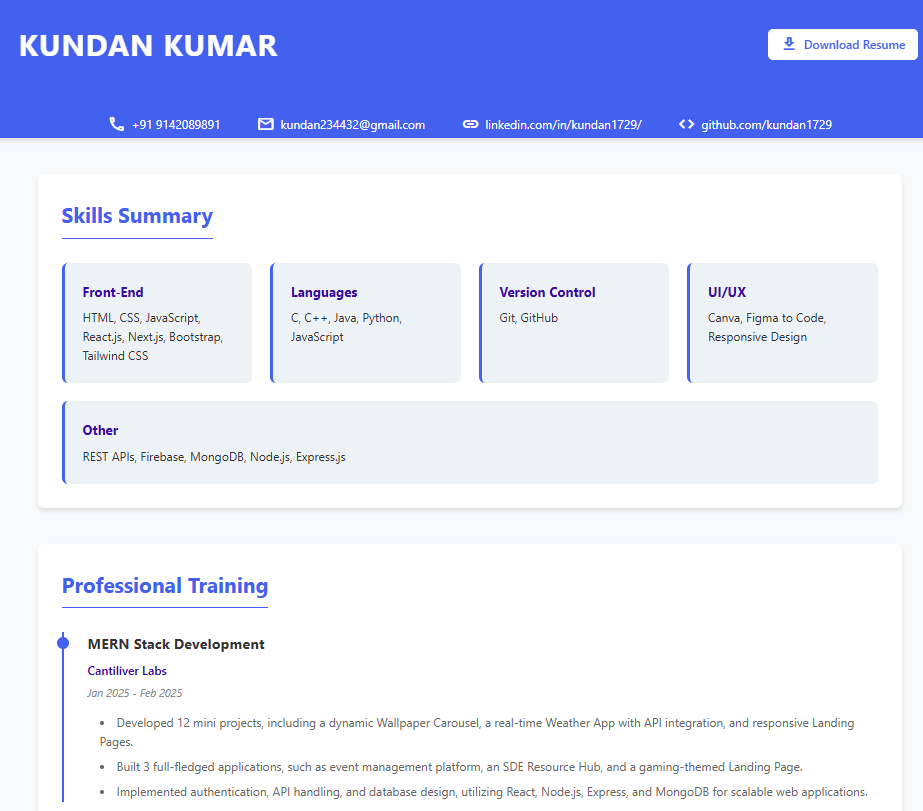 KUNDAN KUMAR
Download Resume
+91 9142089891
kundan234432@gmail.com
linkedin.com/in/kundan1729/
github.com/kundan1729
Skills Summary
Front-End
HTML, CSS, JavaScript,
React.js, Next.js, Bootstrap,
Tailwind CSS
Languages
C, C++, Java, Python,
JavaScript
Version Control
Git, GitHub
UI/UX
Canva, Figma to Code,
Responsive Design
Other
REST APIs, Firebase, MongoDB, Node.js, Express.js
Professional Training
MERN Stack Development
Cantiliver Labs
Jan 2025 - Feb 2025
• Developed 12 mini projects, including a dynamic Wallpaper Carousel, a real-time Weather App with API integration, and responsive Landing
Pages.
• Built 3 full-fledged applications, such as event management platform, an SDE Resource Hub, and a gaming-themed Landing Page.
• Implemented authentication, API handling, and database design, utilizing React, Node.js, Express, and MongoDB for scalable web applications.